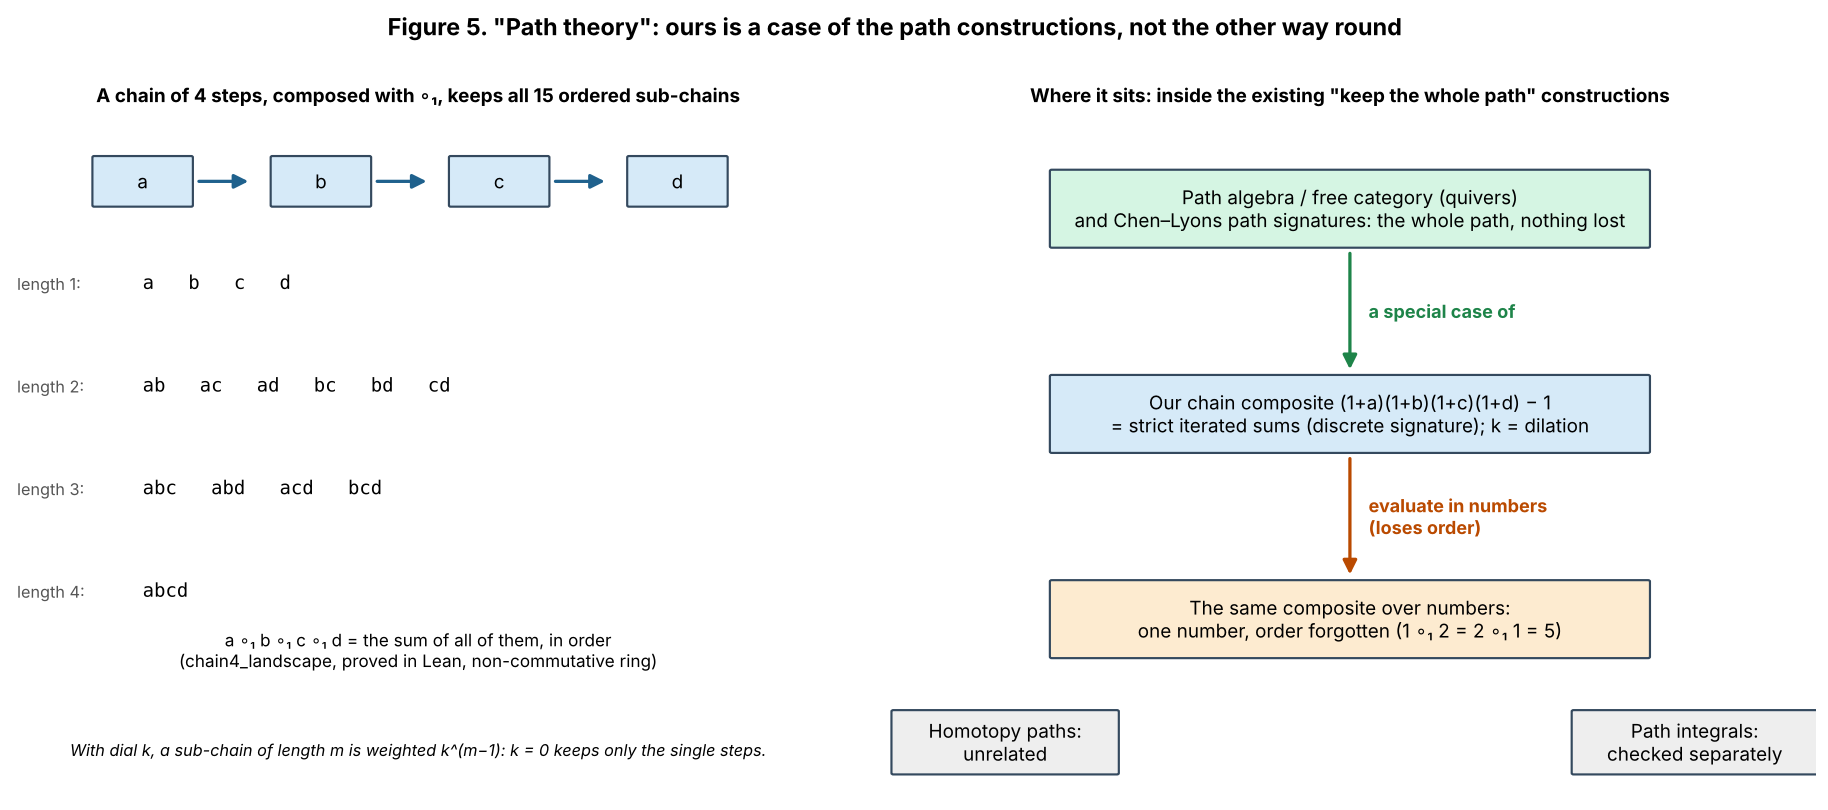 Figure 5. "Path theory": ours is a case of the path constructions, not the other way round
A chain of 4 steps, composed with ∘₁, keeps all 15 ordered sub-chains
a
b
c
d
length 1:
a b c d
length 2:
ab ac ad bc bd cd
length 3:
abc abd acd bcd
length 4:
abcd
a ∘₁ b ∘₁ c ∘₁ d = the sum of all of them, in order
(chain4_landscape, proved in Lean, non-commutative ring)
With dial k, a sub-chain of length m is weighted k^(m−1): k = 0 keeps only the single steps.
Where it sits: inside the existing "keep the whole path" constructions
Path algebra / free category (quivers)
and Chen–Lyons path signatures: the whole path, nothing lost
a special case of
Our chain composite (1+a)(1+b)(1+c)(1+d) − 1
= strict iterated sums (discrete signature); k = dilation
evaluate in numbers
(loses order)
The same composite over numbers:
one number, order forgotten (1 ∘₁ 2 = 2 ∘₁ 1 = 5)
Homotopy paths:
unrelated
Path integrals:
checked separately